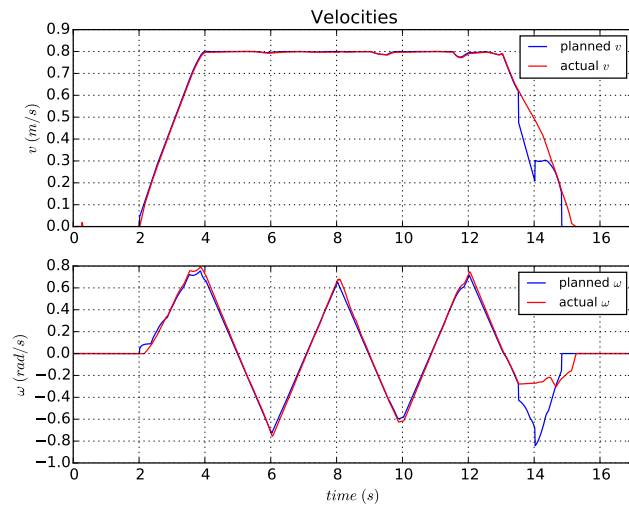 Velocities
0.9
0.8
0.7
0.6
0.5
0.4
0.3
0.2
0.1
0.0
v (m/s)
planned v
actual v
0 2 4 6 8 10 12 14 16
0.8
0.6
0.4
0.2
0.0
−0.2
−0.4
−0.6
−0.8
−1.0
ω (rad/s)
planned ω
actual ω
0 2 4 6 8 10 12 14 16
time (s)